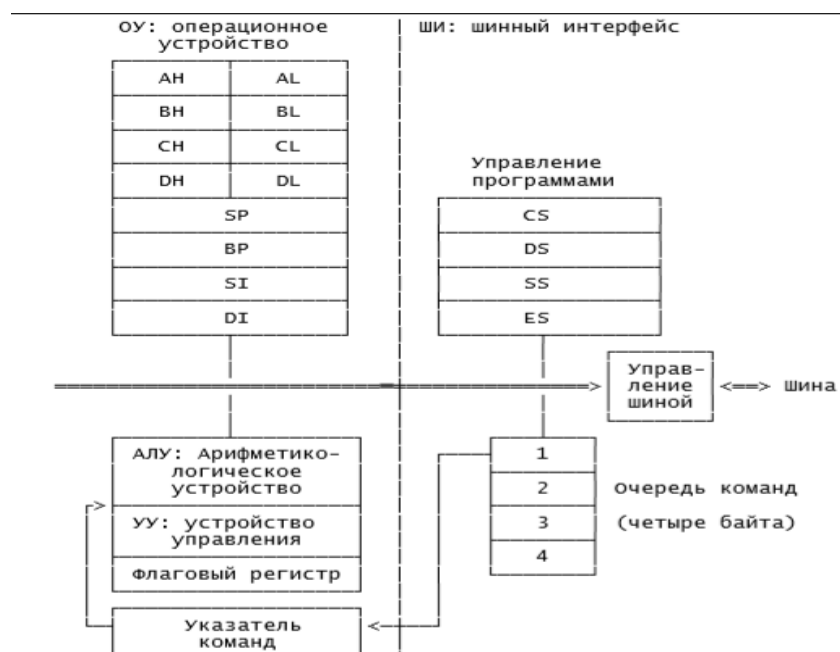 ОУ: операционное устройство
ШИ: шинный интерфейс
AH AL
BH BL
CH CL
DH DL
SP
BP
SI
DI
Управление
программами
CS
DS
SS
ES
Управ-
ление
шиной
<══> Шина
АЛУ: Арифметико-
логическое
устройство
УУ: устройство
управления
Флаговый регистр
Указатель
команд
1
2
3
4
Очередь команд
(четыре байта)